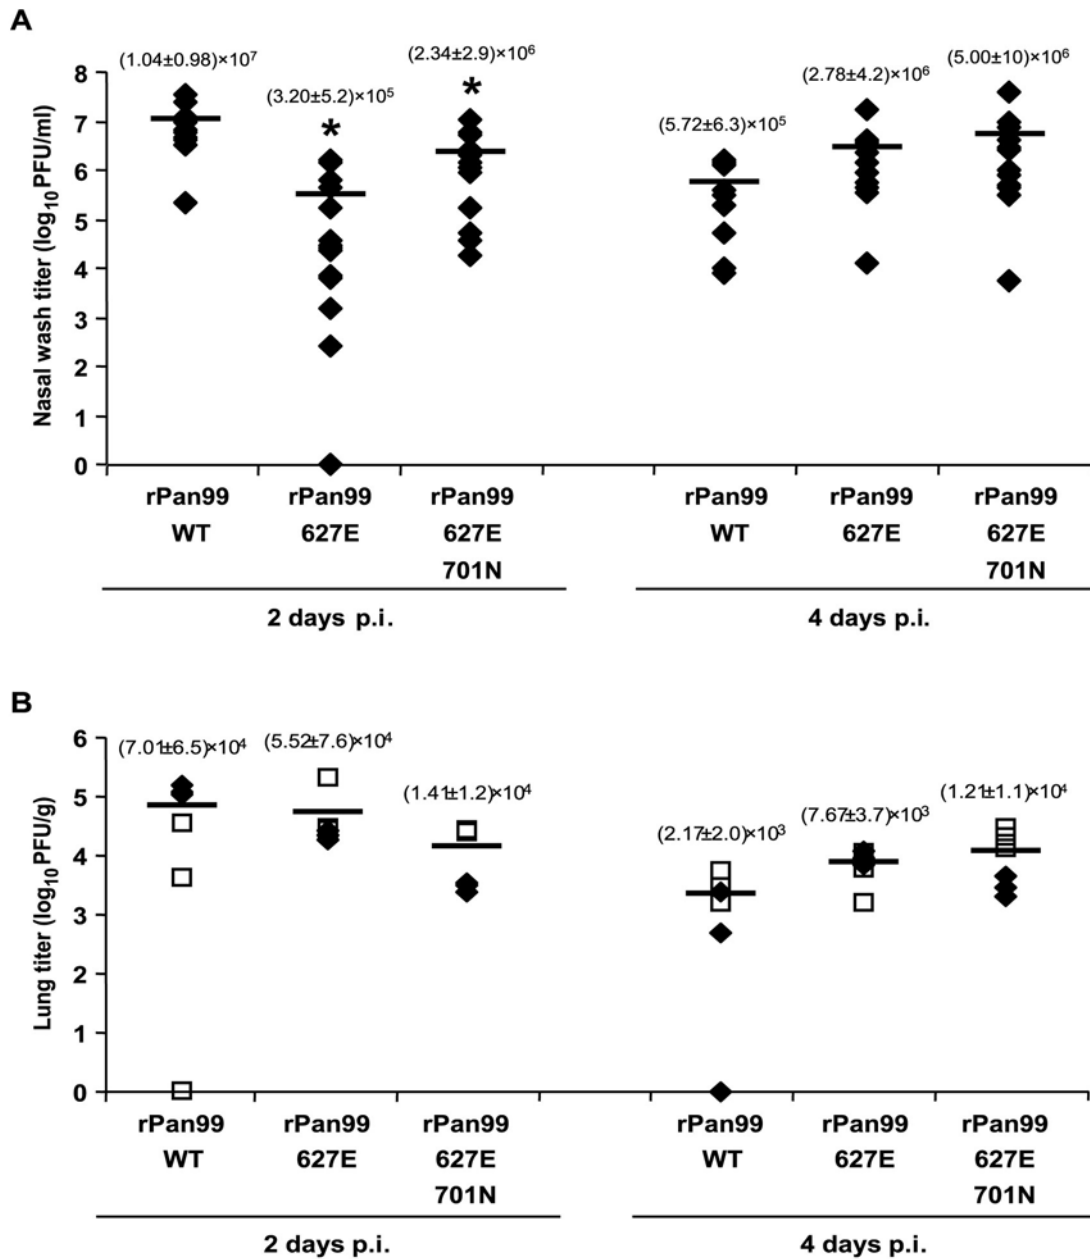 A
(1.04±0.98)×10⁷
(3.20±5.2)×10⁵
(2.34±2.9)×10⁶
(5.72±6.3)×10⁵
(2.78±4.2)×10⁶
(5.00±10)×10⁶
* *
Nasal wash titer (log₁₀PFU/ml)
8
7
6
5
4
3
2
1
0
rPan99 rPan99 rPan99 rPan99 rPan99 rPan99
WT 627E 627E WT 627E 627E
701N 701N
2 days p.i. 4 days p.i.
B
(7.01±6.5)×10⁴
(5.52±7.6)×10⁴
(1.41±1.2)×10⁴
(2.17±2.0)×10³
(7.67±3.7)×10³
(1.21±1.1)×10⁴
Lung titer (log₁₀PFU/g)
6
5
4
3
2
1
0
rPan99 rPan99 rPan99 rPan99 rPan99 rPan99
WT 627E 627E WT 627E 627E
701N 701N
2 days p.i. 4 days p.i.